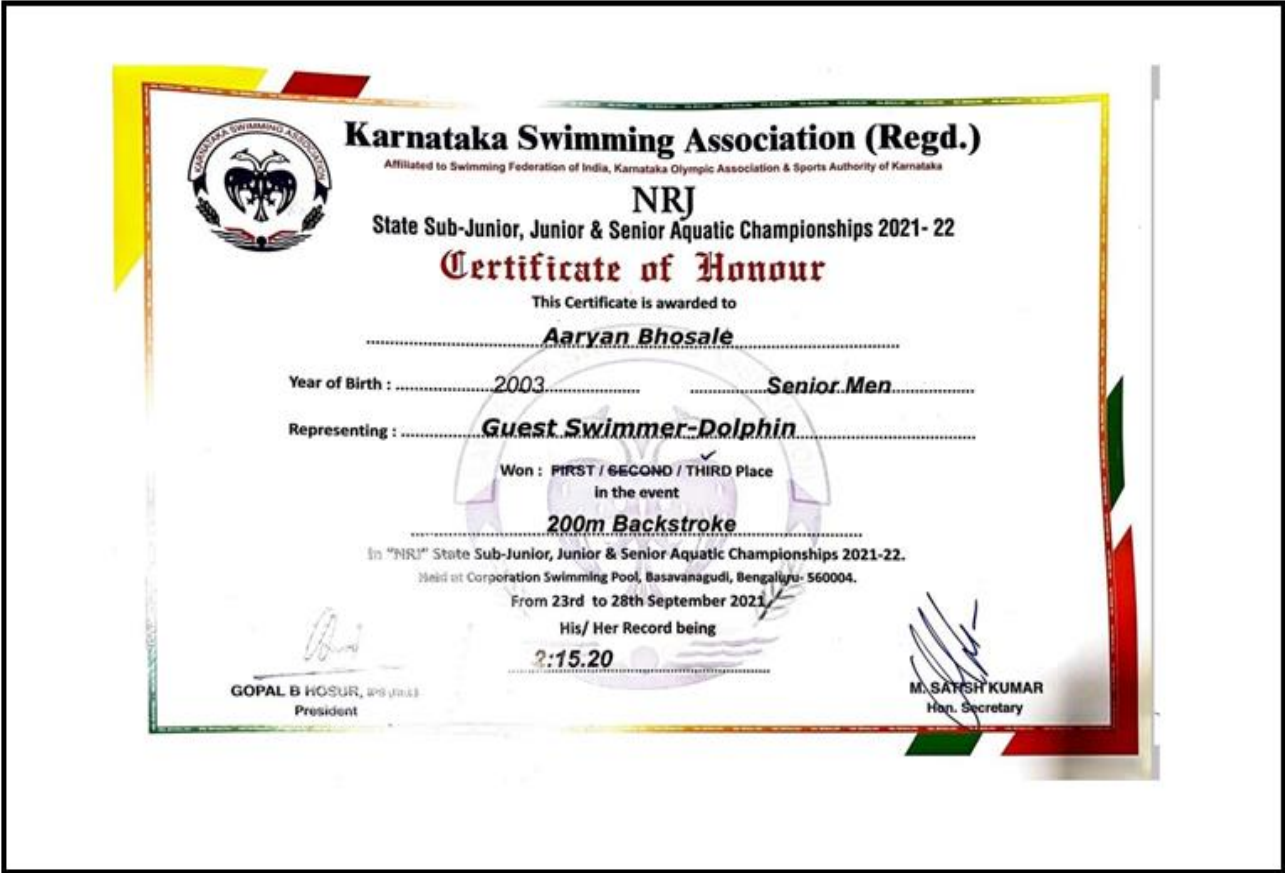 KARNATAKA SWIMMING ASSOCIATION
Karnataka Swimming Association (Regd.)
Affiliated to Swimming Federation of India, Karnataka Olympic Association & Sports Authority of Karnataka
NRJ
State Sub-Junior, Junior & Senior Aquatic Championships 2021- 22
Certificate of Honour
This Certificate is awarded to
Aaryan Bhosale
Year of Birth : 2003 Senior Men
Representing : Guest Swimmer-Dolphin
Won : FIRST / SECOND / THIRD Place
in the event
200m Backstroke
in "NRJ" State Sub-Junior, Junior & Senior Aquatic Championships 2021-22.
Held at Corporation Swimming Pool, Basavanagudi, Bengaluru- 560004.
From 23rd to 28th September 2021
His/ Her Record being
2:15.20
GOPAL B HOSUR,
President
M. SATISH KUMAR
Hon. Secretary